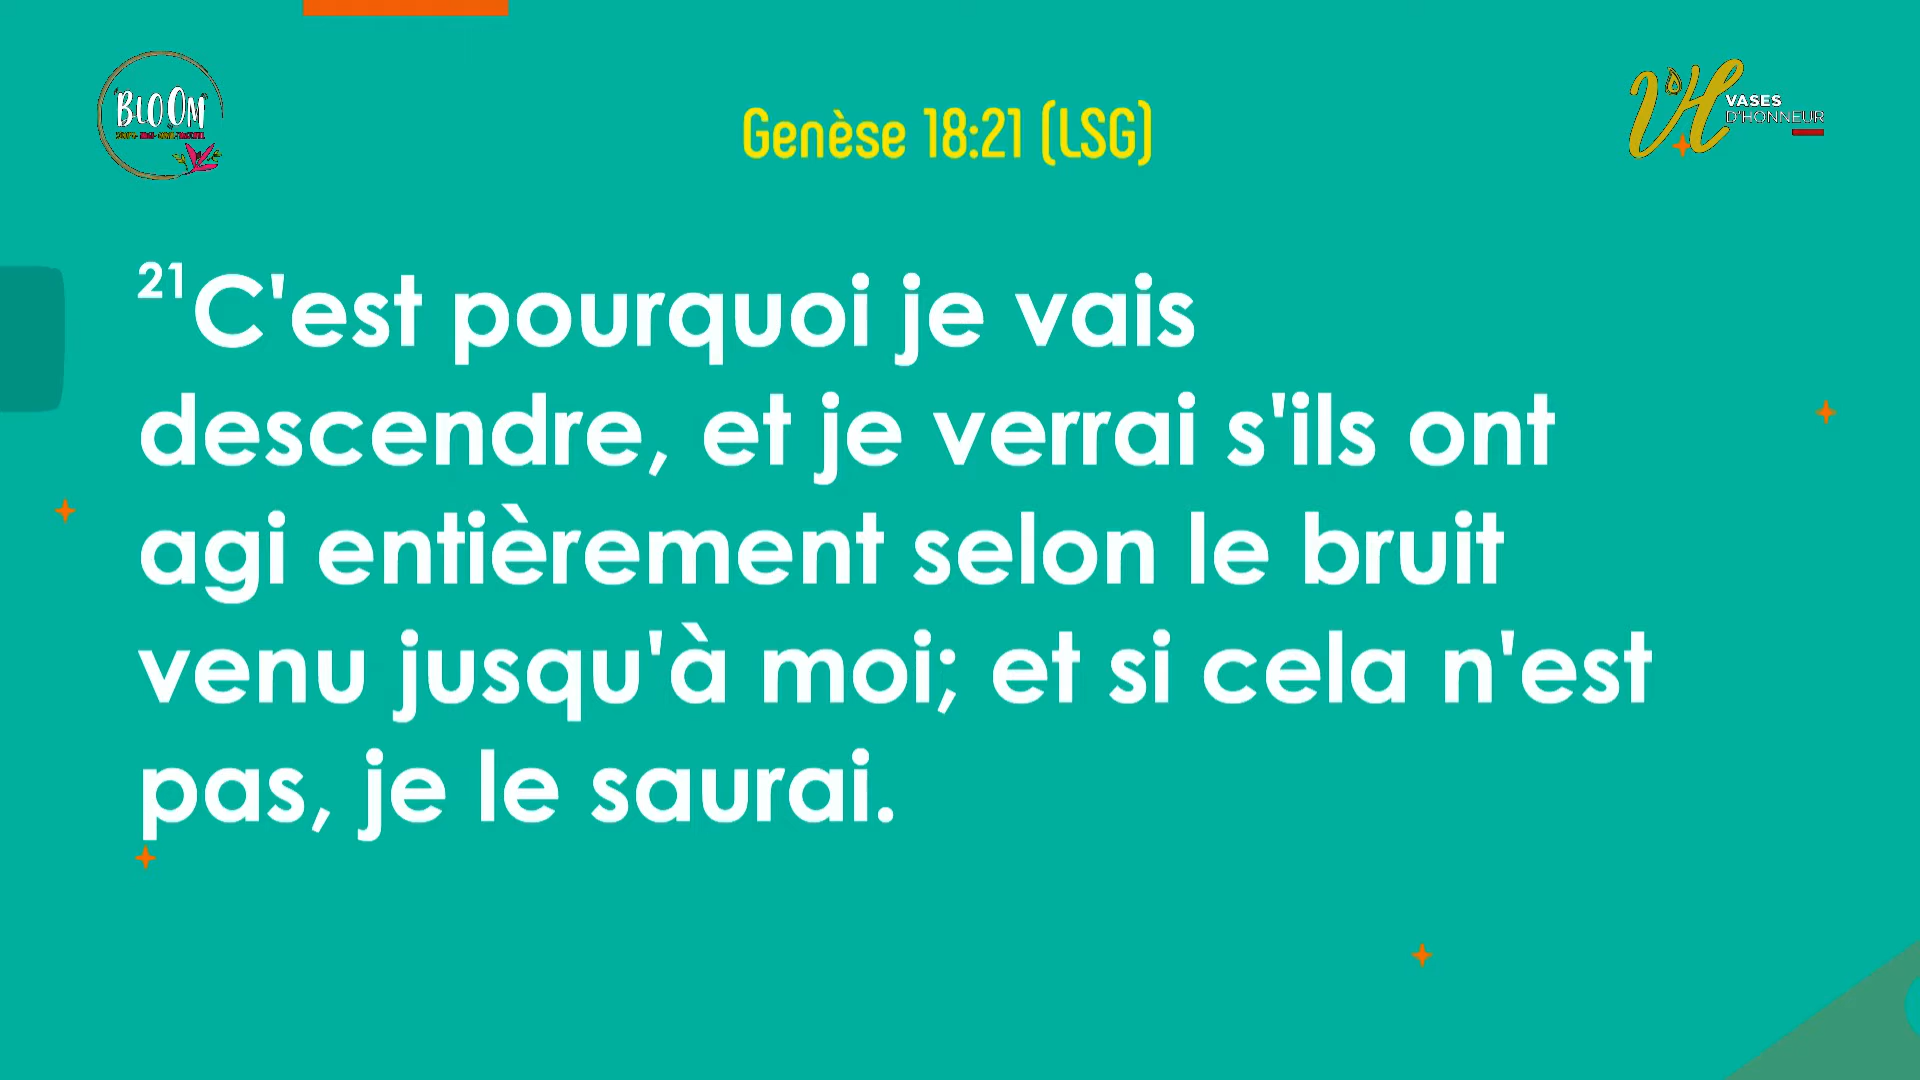 BLOOM
VASES
D'HONNEUR
Genèse 18:21 (LSG)
21C'est pourquoi je vais
descendre, et je verrai s'ils ont
agi entièrement selon le bruit
venu jusqu'à moi; et si cela n'est
pas, je le saurai.